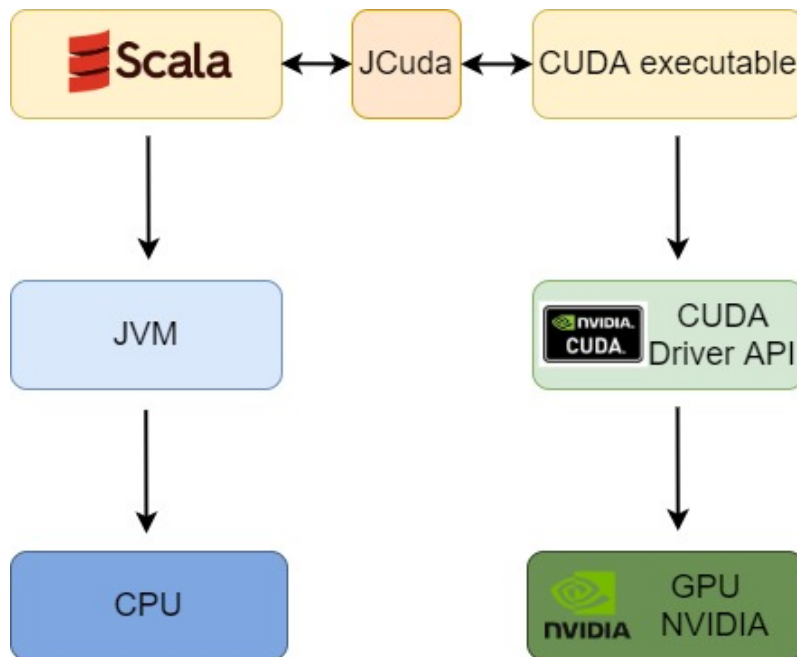 Scala
JCuda
CUDA executable
JVM
NVIDIA.
CUDA.
CUDA
Driver API
CPU
NVIDIA
GPU
NVIDIA